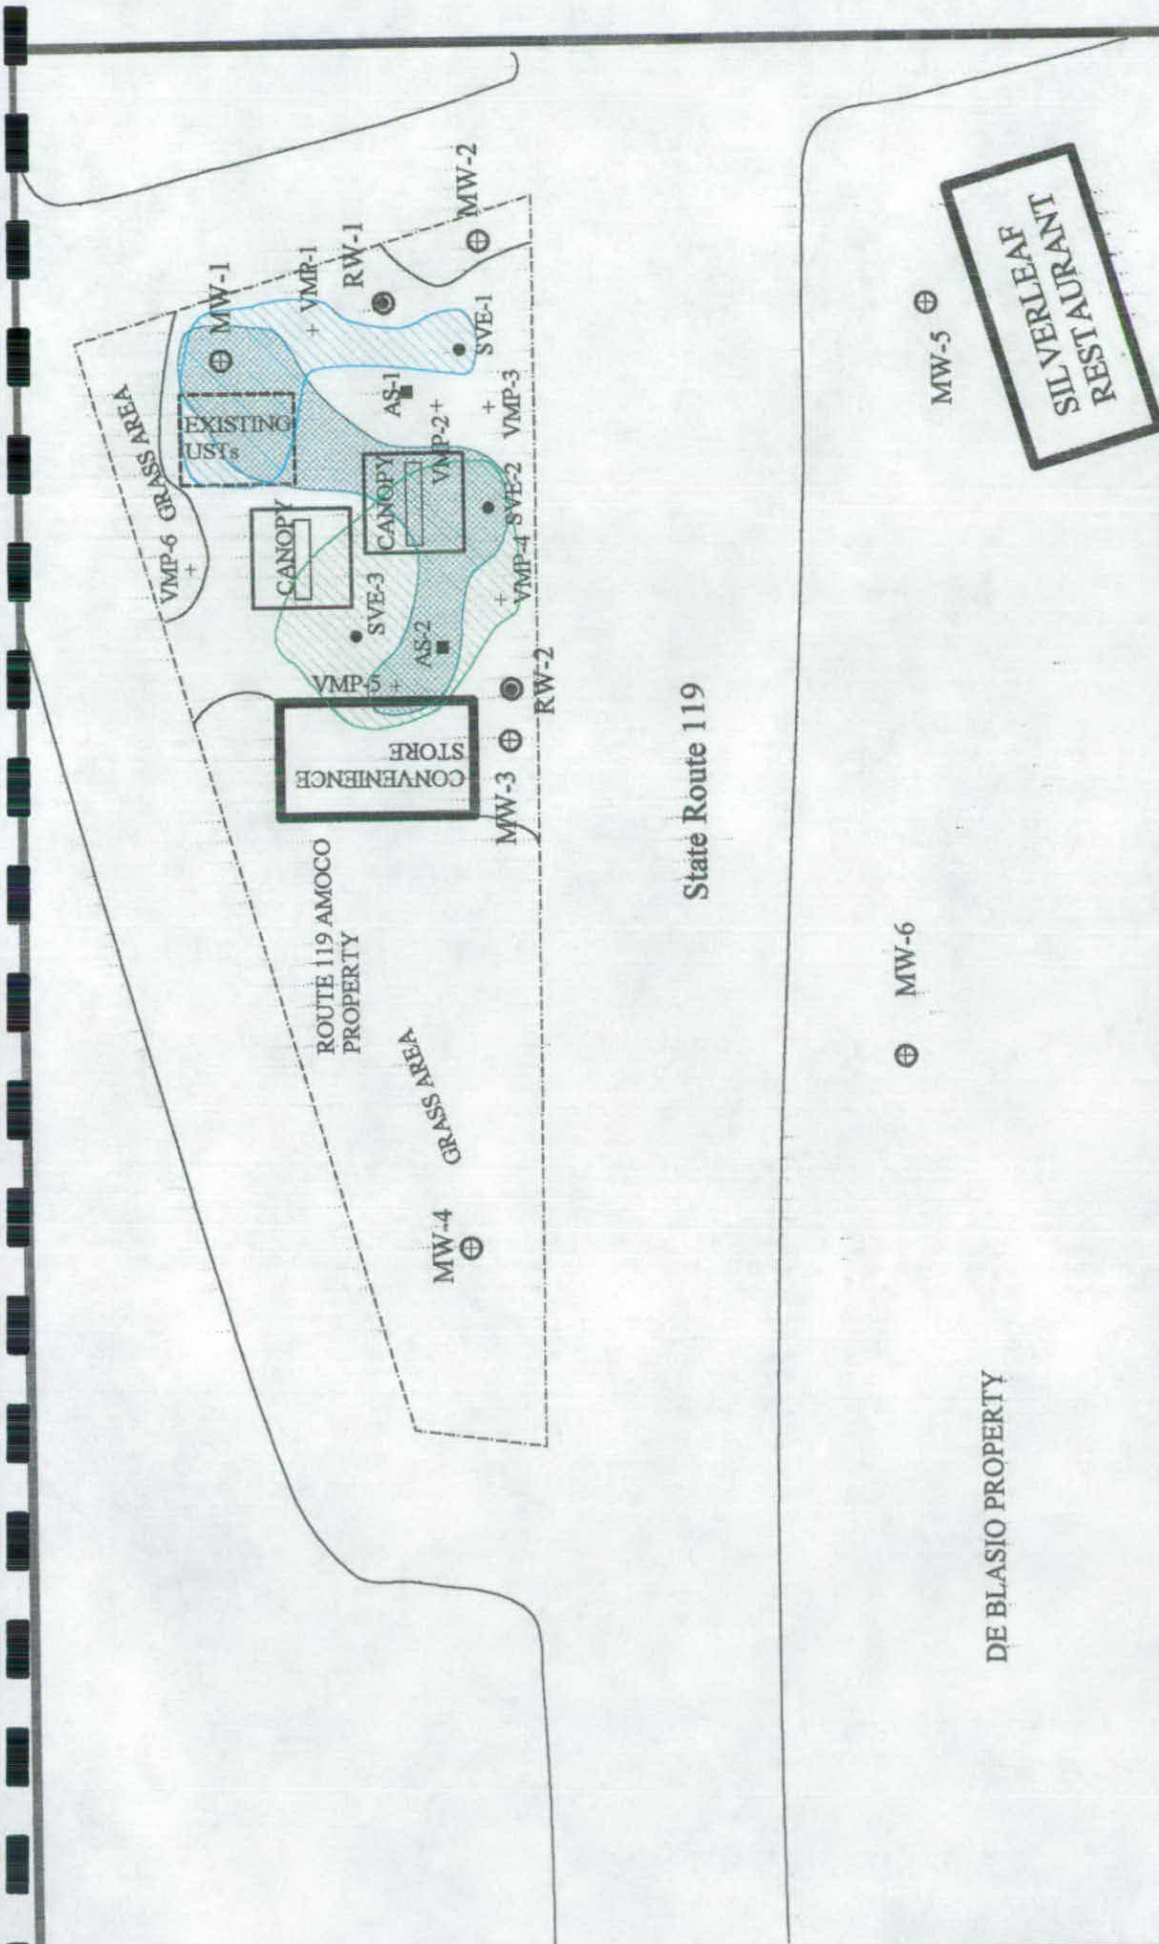 MW-2
MW-1
VMP-1
RW-1
SVE-1
AS-1
VMP-2
VMP-3
GRASS AREA
EXISTING
USTs
VMP-6
CANOPY
CANOPY
SVE-2
VMP-4
SVE-3
AS-2
VMP-5
RW-2
CONVENIENCE
STORE
MW-3
ROUTE 119 AMOCO
PROPERTY
GRASS AREA
MW-4
State Route 119
SILVERLEAF
RESTAURANT
MW-5
MW-6
DE BLASIO PROPERTY